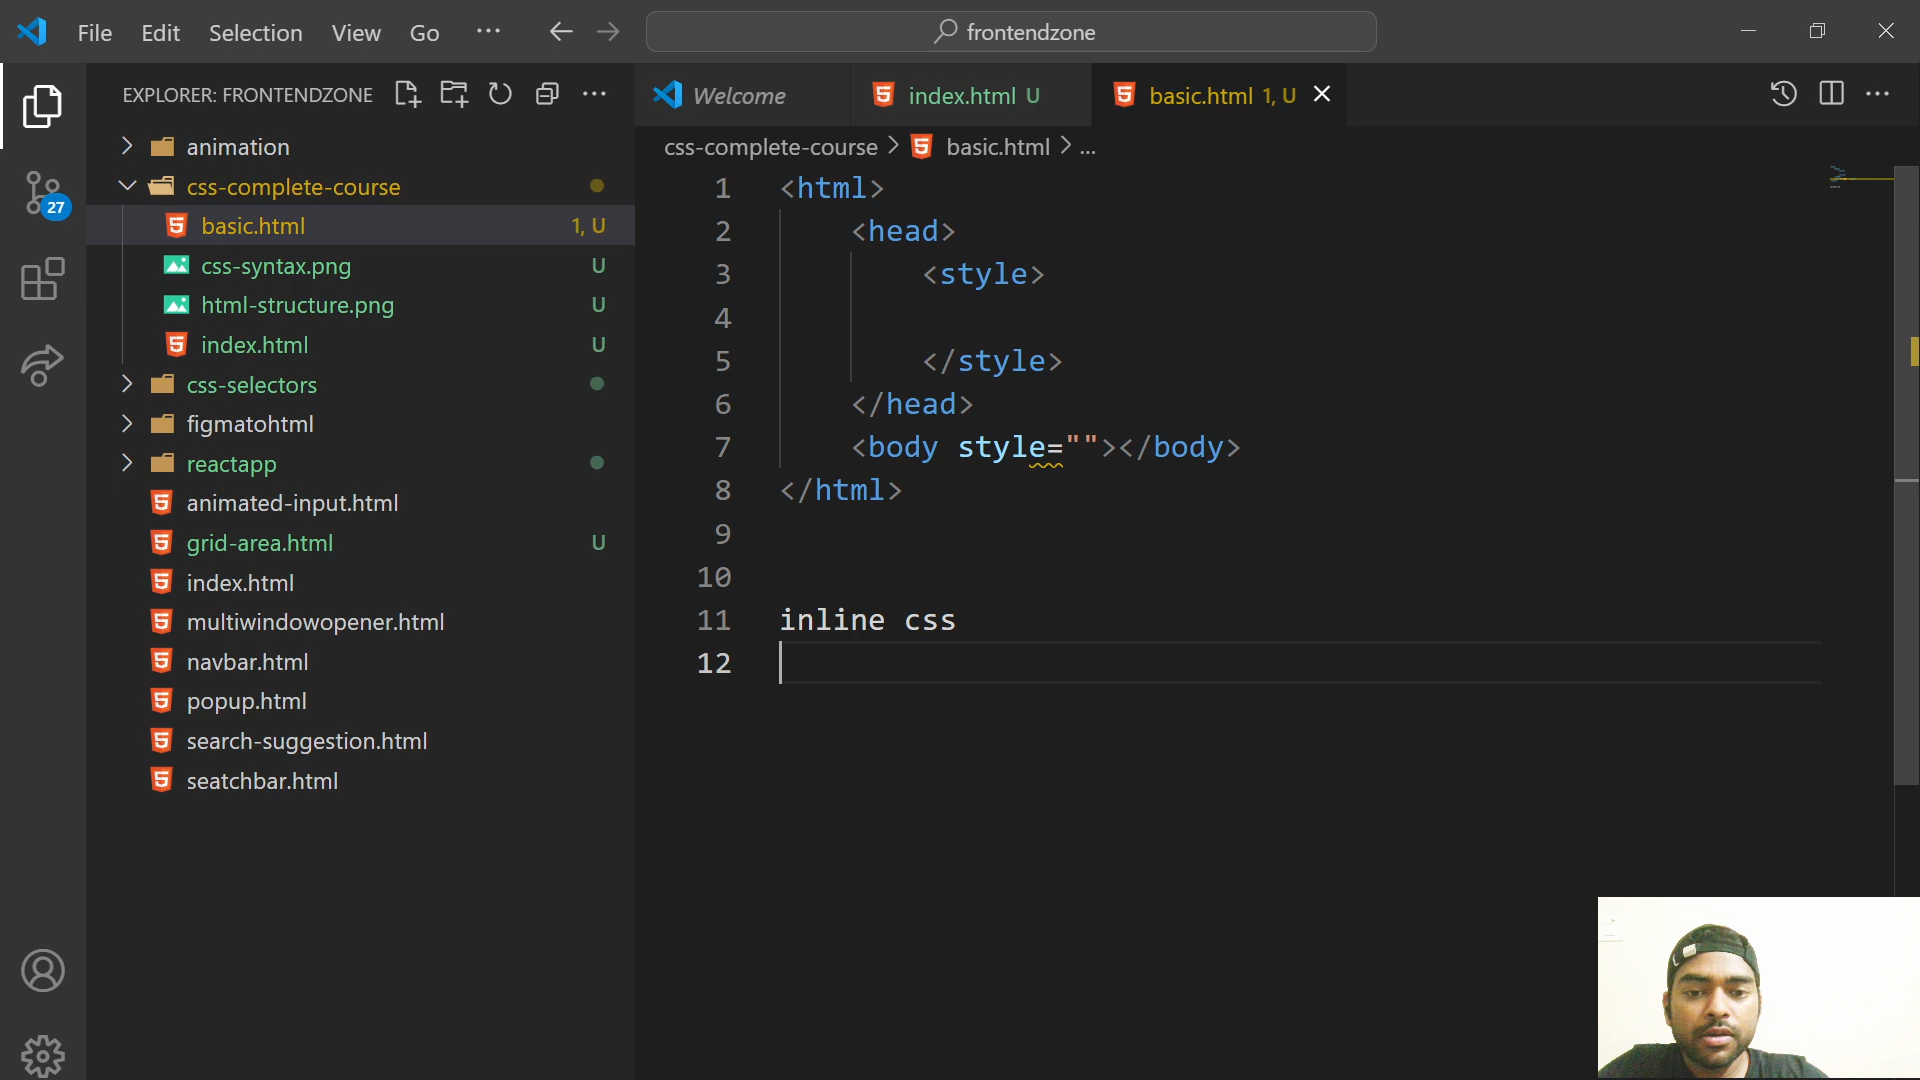 File Edit Selection View Go ··· frontendzone
EXPLORER: FRONTENDZONE
animation
css-complete-course
basic.html 1, U
css-syntax.png U
html-structure.png U
index.html U
css-selectors
figmatohtml
reactapp
animated-input.html
grid-area.html U
index.html
multiwindowopener.html
navbar.html
popup.html
search-suggestion.html
seatchbar.html
27
Welcome index.html U basic.html 1, U
css-complete-course > basic.html > ...
1 <html>
2 <head>
3 <style>
4
5 </style>
6 </head>
7 <body style=""></body>
8 </html>
9
10
11 inline css
12